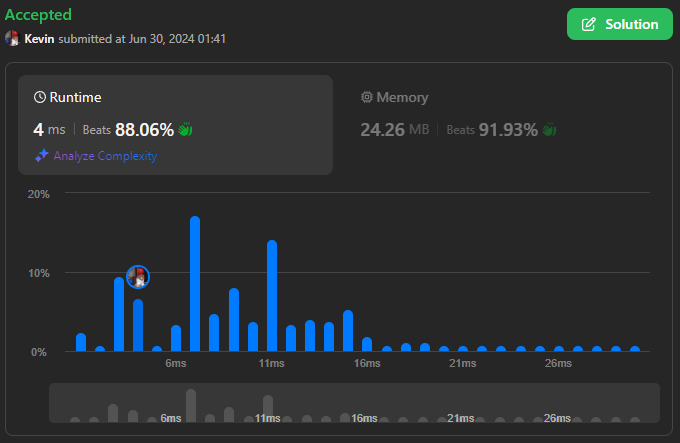 Accepted
Kevin submitted at Jun 30, 2024 01:41
Solution
Runtime
4 ms | Beats 88.06%
Analyze Complexity
Memory
24.26 MB | Beats 91.93%
20%
10%
0%
6ms 11ms 16ms 21ms 26ms
6ms 11ms 16ms 21ms 26ms